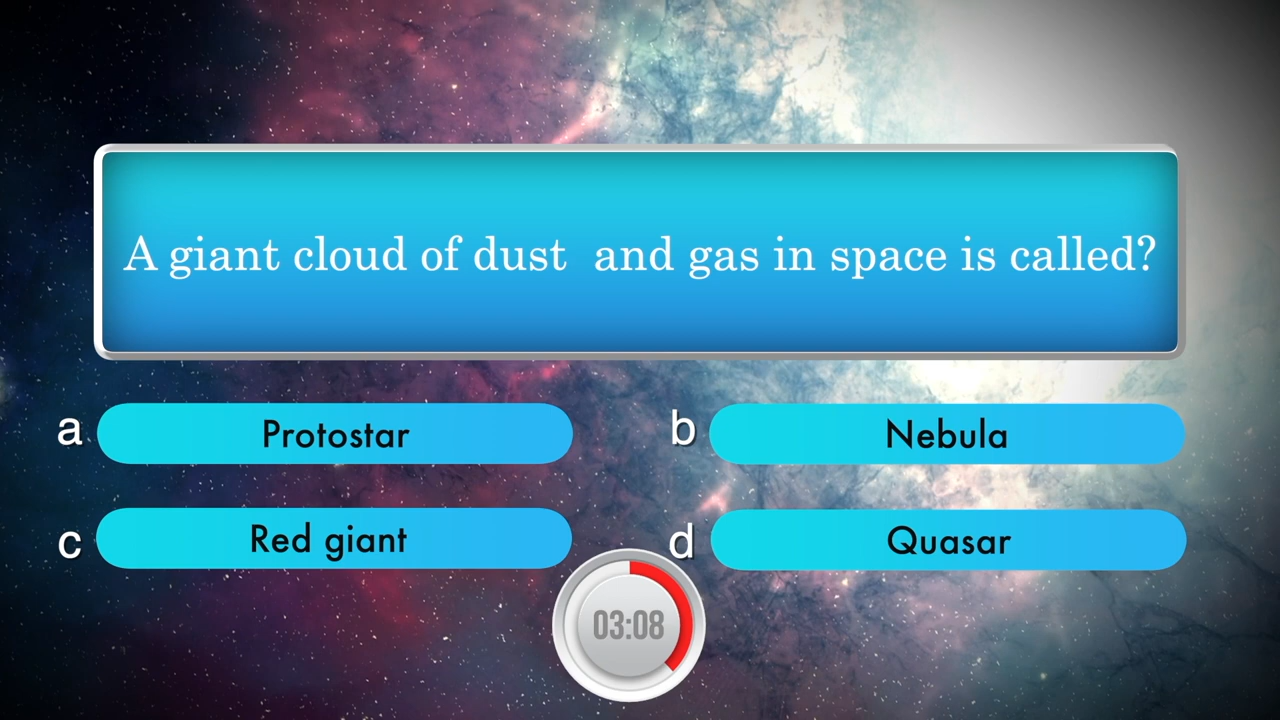 A giant cloud of dust  and gas in space is called?
a Protostar
b Nebula
c Red giant
d Quasar
03:08